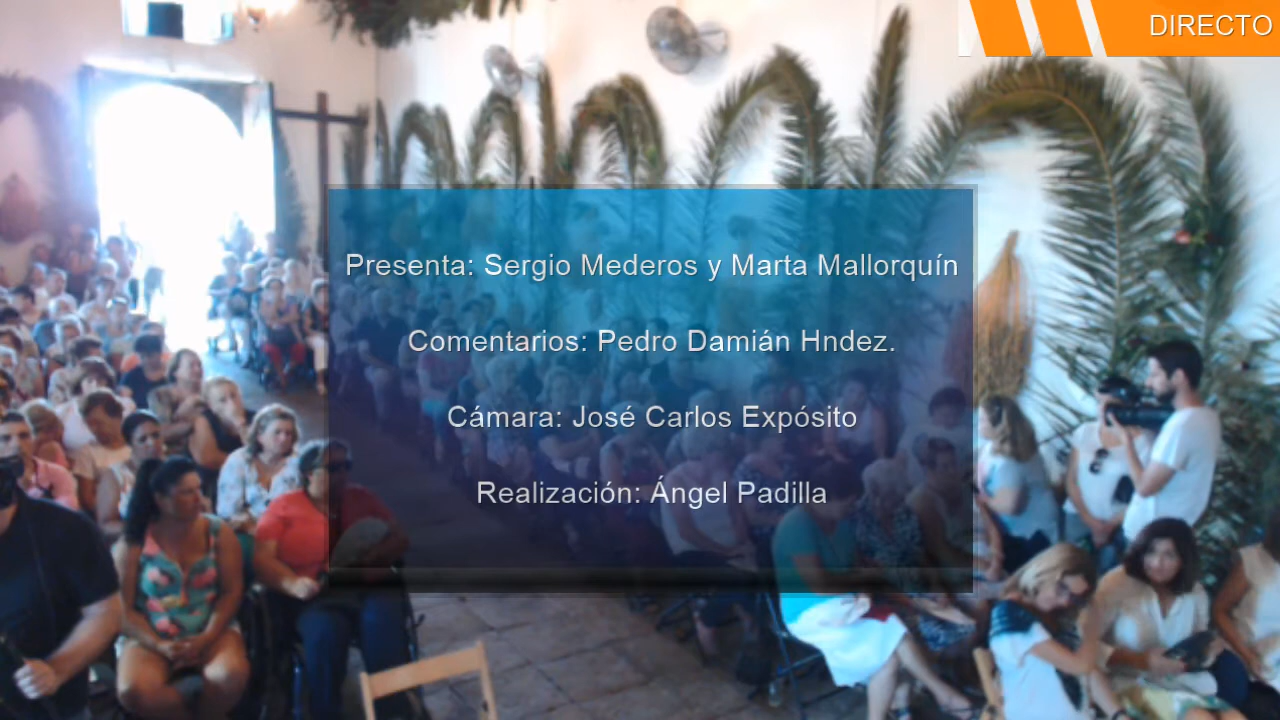 DIRECTO
Presenta: Sergio Mederos y Marta Mallorquín
Comentarios: Pedro Damián Hndez.
Cámara: José Carlos Expósito
Realización: Ángel Padilla